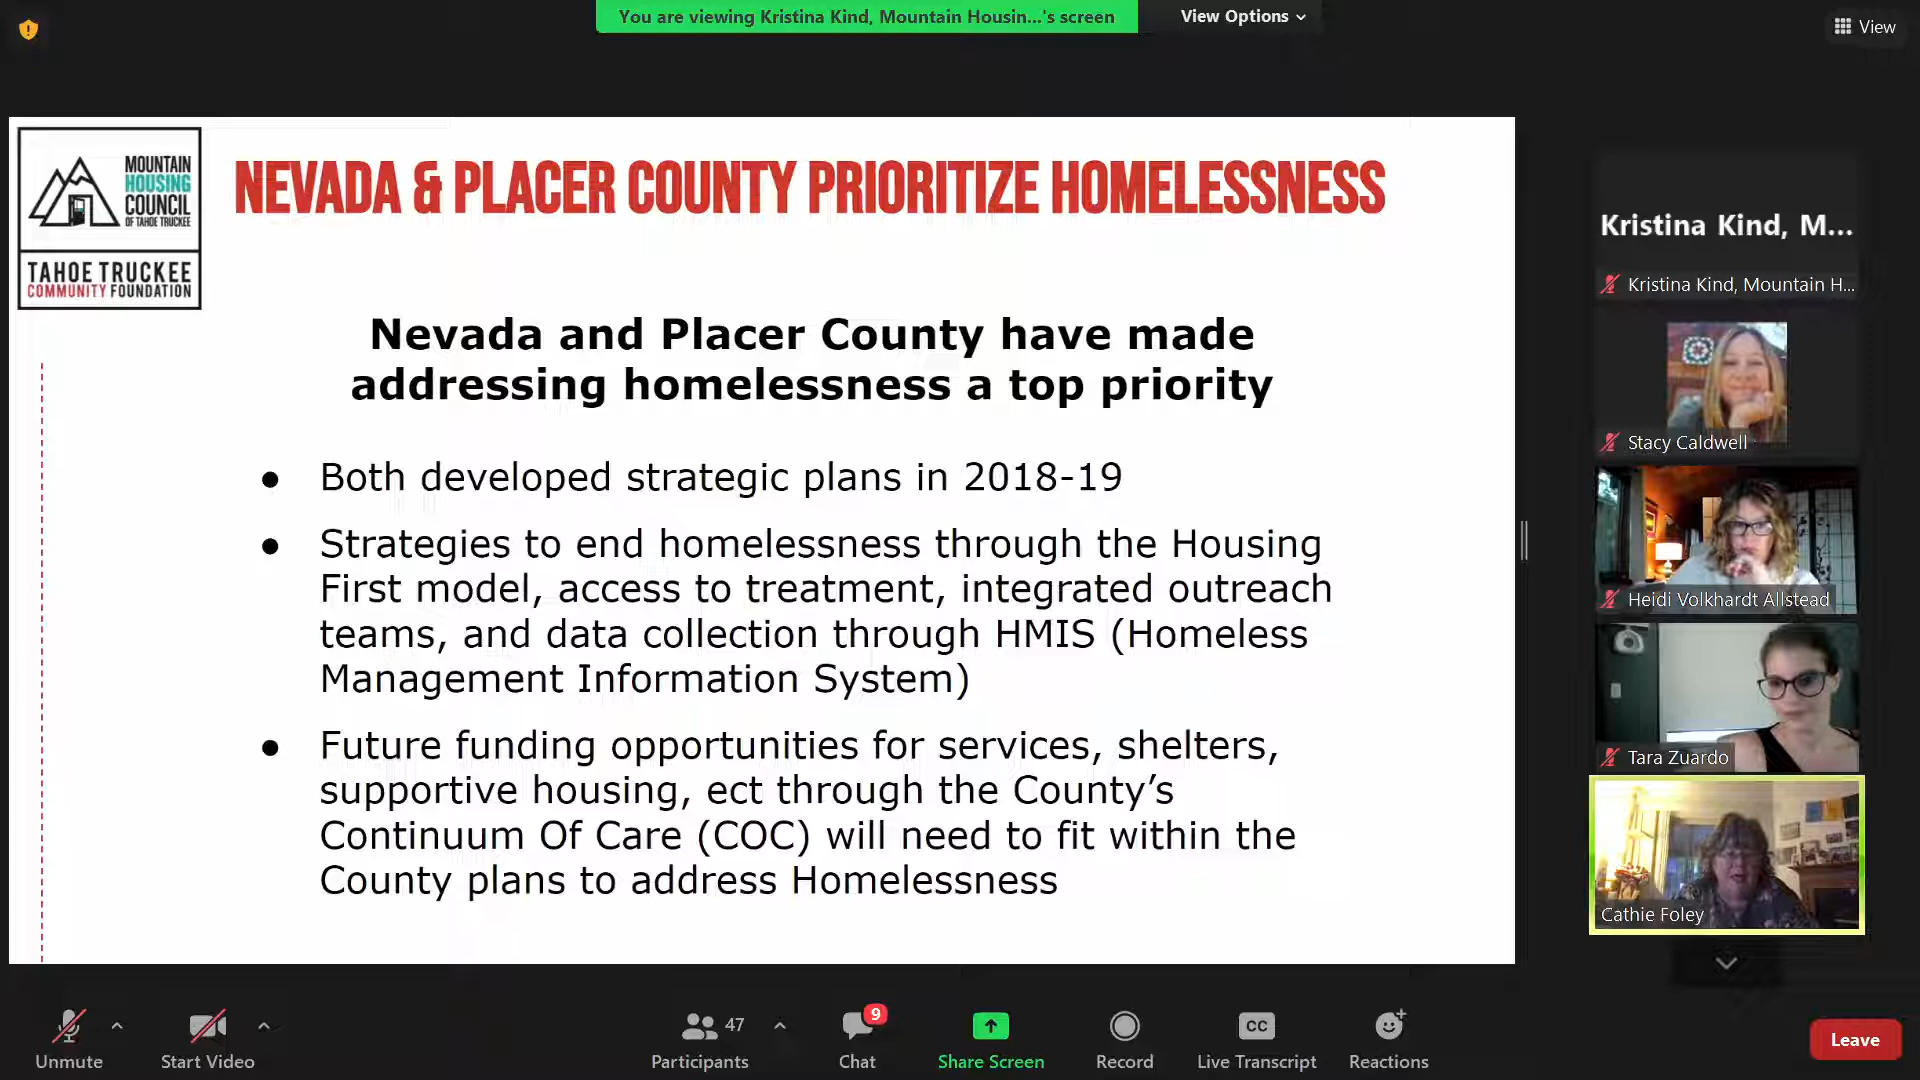 You are viewing Kristina Kind, Mountain Housin...'s screen
View Options
View
MOUNTAIN
HOUSING
COUNCIL
OF TAHOE TRUCKEE
TAHOE TRUCKEE
COMMUNITY FOUNDATION
NEVADA & PLACER COUNTY PRIORITIZE HOMELESSNESS
Nevada and Placer County have made
addressing homelessness a top priority
● Both developed strategic plans in 2018-19
● Strategies to end homelessness through the Housing
First model, access to treatment, integrated outreach
teams, and data collection through HMIS (Homeless
Management Information System)
● Future funding opportunities for services, shelters,
supportive housing, ect through the County’s
Continuum Of Care (COC) will need to fit within the
County plans to address Homelessness
Kristina Kind, M...
Kristina Kind, Mountain H...
Stacy Caldwell
Heidi Volkhardt Allstead
Tara Zuardo
Cathie Foley
Unmute
Start Video
47
Participants
9
Chat
Share Screen
Record
CC
Live Transcript
Reactions
Leave